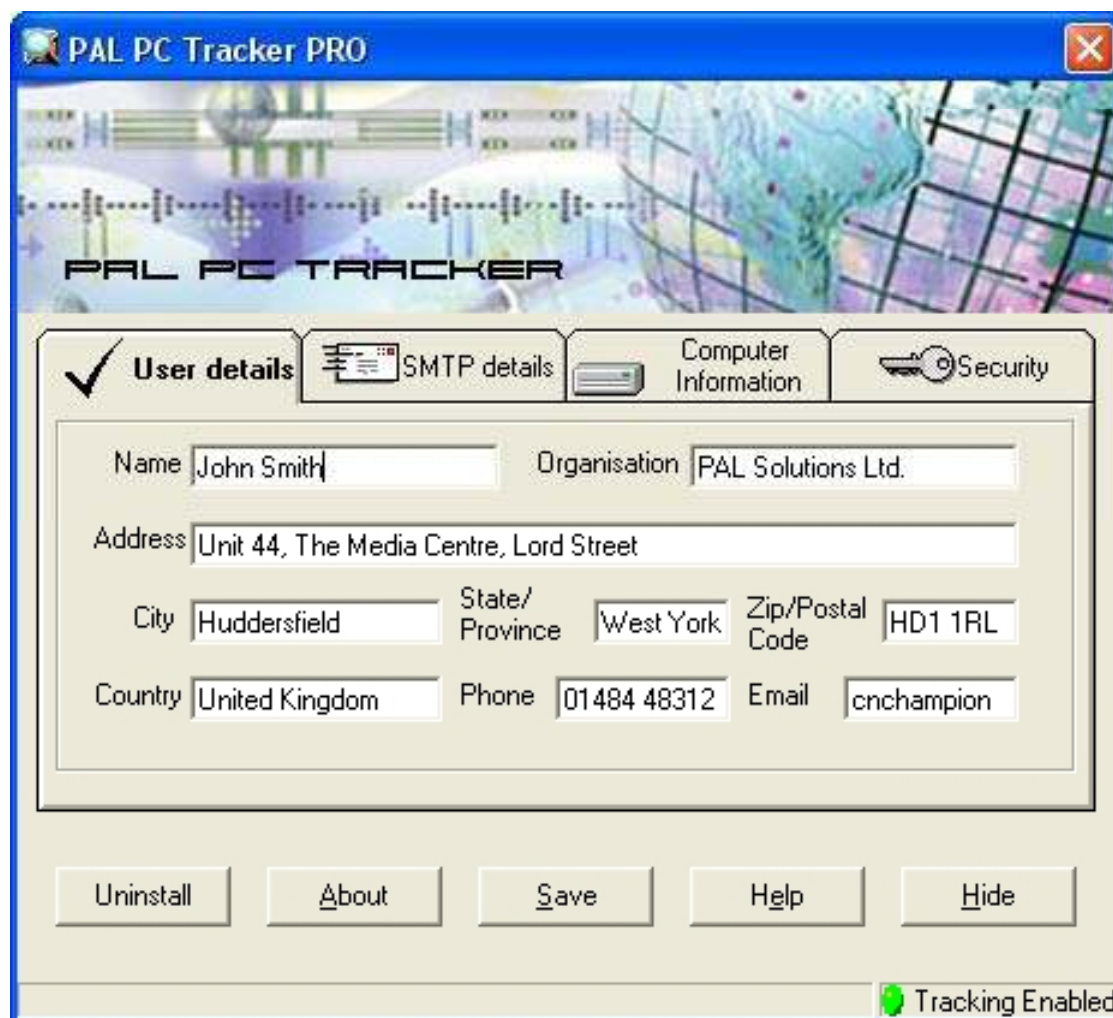 PAL PC Tracker PRO
PAL PC TRACKER
User details
SMTP details
Computer
Information
Security
Name John Smith Organisation PAL Solutions Ltd.
Address Unit 44, The Media Centre, Lord Street
City Huddersfield State/
Province West York Zip/Postal
Code HD1 1RL
Country United Kingdom Phone 01484 48312 Email cnchampion
Uninstall About Save Help Hide
Tracking Enabled